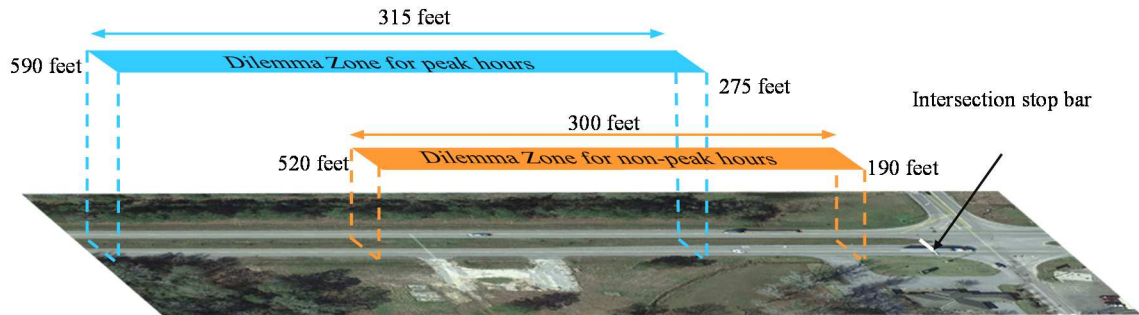 315 feet
590 feet
Dilemma Zone for peak hours
275 feet
Intersection stop bar
300 feet
520 feet
Dilemma Zone for non-peak hours
190 feet